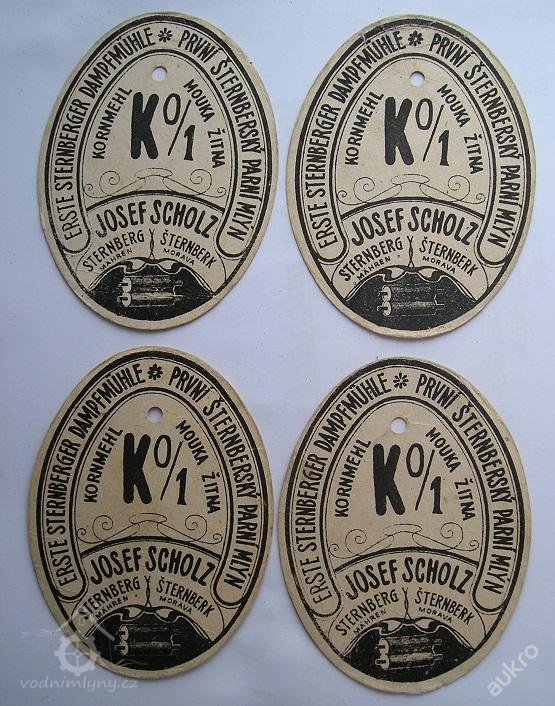 ERSTE STERNBERGER DAMPFMÜHLE * PRVNÍ ŠTERNBERSKÝ PARNÍ MLÝN
KORNMEHL
K0/1
MOUKA ŽITNA
JOSEF SCHOLZ
STERNBERG ŠTERNBERK
MÄHREN MORAVA
ERSTE STERNBERGER DAMPFMÜHLE * PRVNÍ ŠTERNBERSKÝ PARNÍ MLÝN
KORNMEHL
K0/1
MOUKA ŽITNA
JOSEF SCHOLZ
STERNBERG ŠTERNBERK
MÄHREN MORAVA
ERSTE STERNBERGER DAMPFMÜHLE * PRVNÍ ŠTERNBERSKÝ PARNÍ MLÝN
KORNMEHL
K0/1
MOUKA ŽITNA
JOSEF SCHOLZ
STERNBERG ŠTERNBERK
MÄHREN MORAVA
ERSTE STERNBERGER DAMPFMÜHLE * PRVNÍ ŠTERNBERSKÝ PARNÍ MLÝN
KORNMEHL
K0/1
MOUKA ŽITNA
JOSEF SCHOLZ
STERNBERG ŠTERNBERK
MÄHREN MORAVA
vodnimlyny.cz
aukro